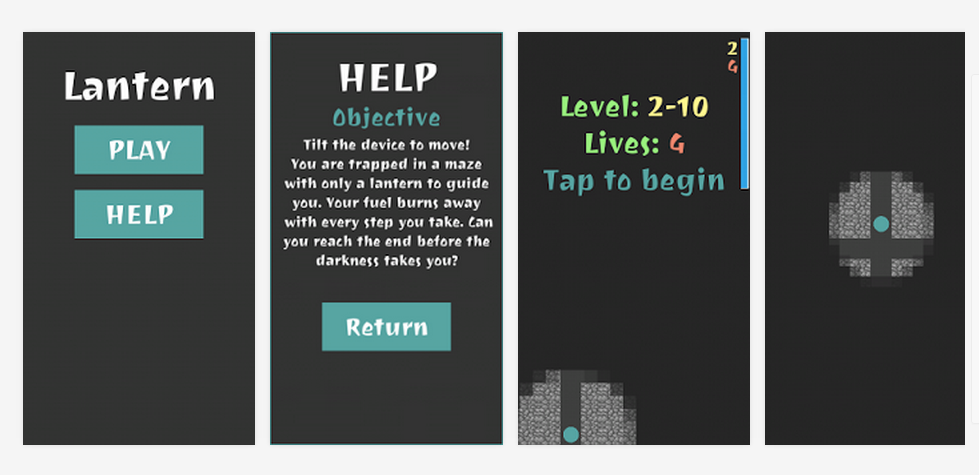 Lantern
PLAY
HELP
HELP
Objective
Tilt the device to move!
You are trapped in a maze
with only a lantern to guide
you. Your fuel burns away
with every step you take. Can
you reach the end before the
darkness takes you?
Return
2
6
Level: 2-10
Lives: 6
Tap to begin